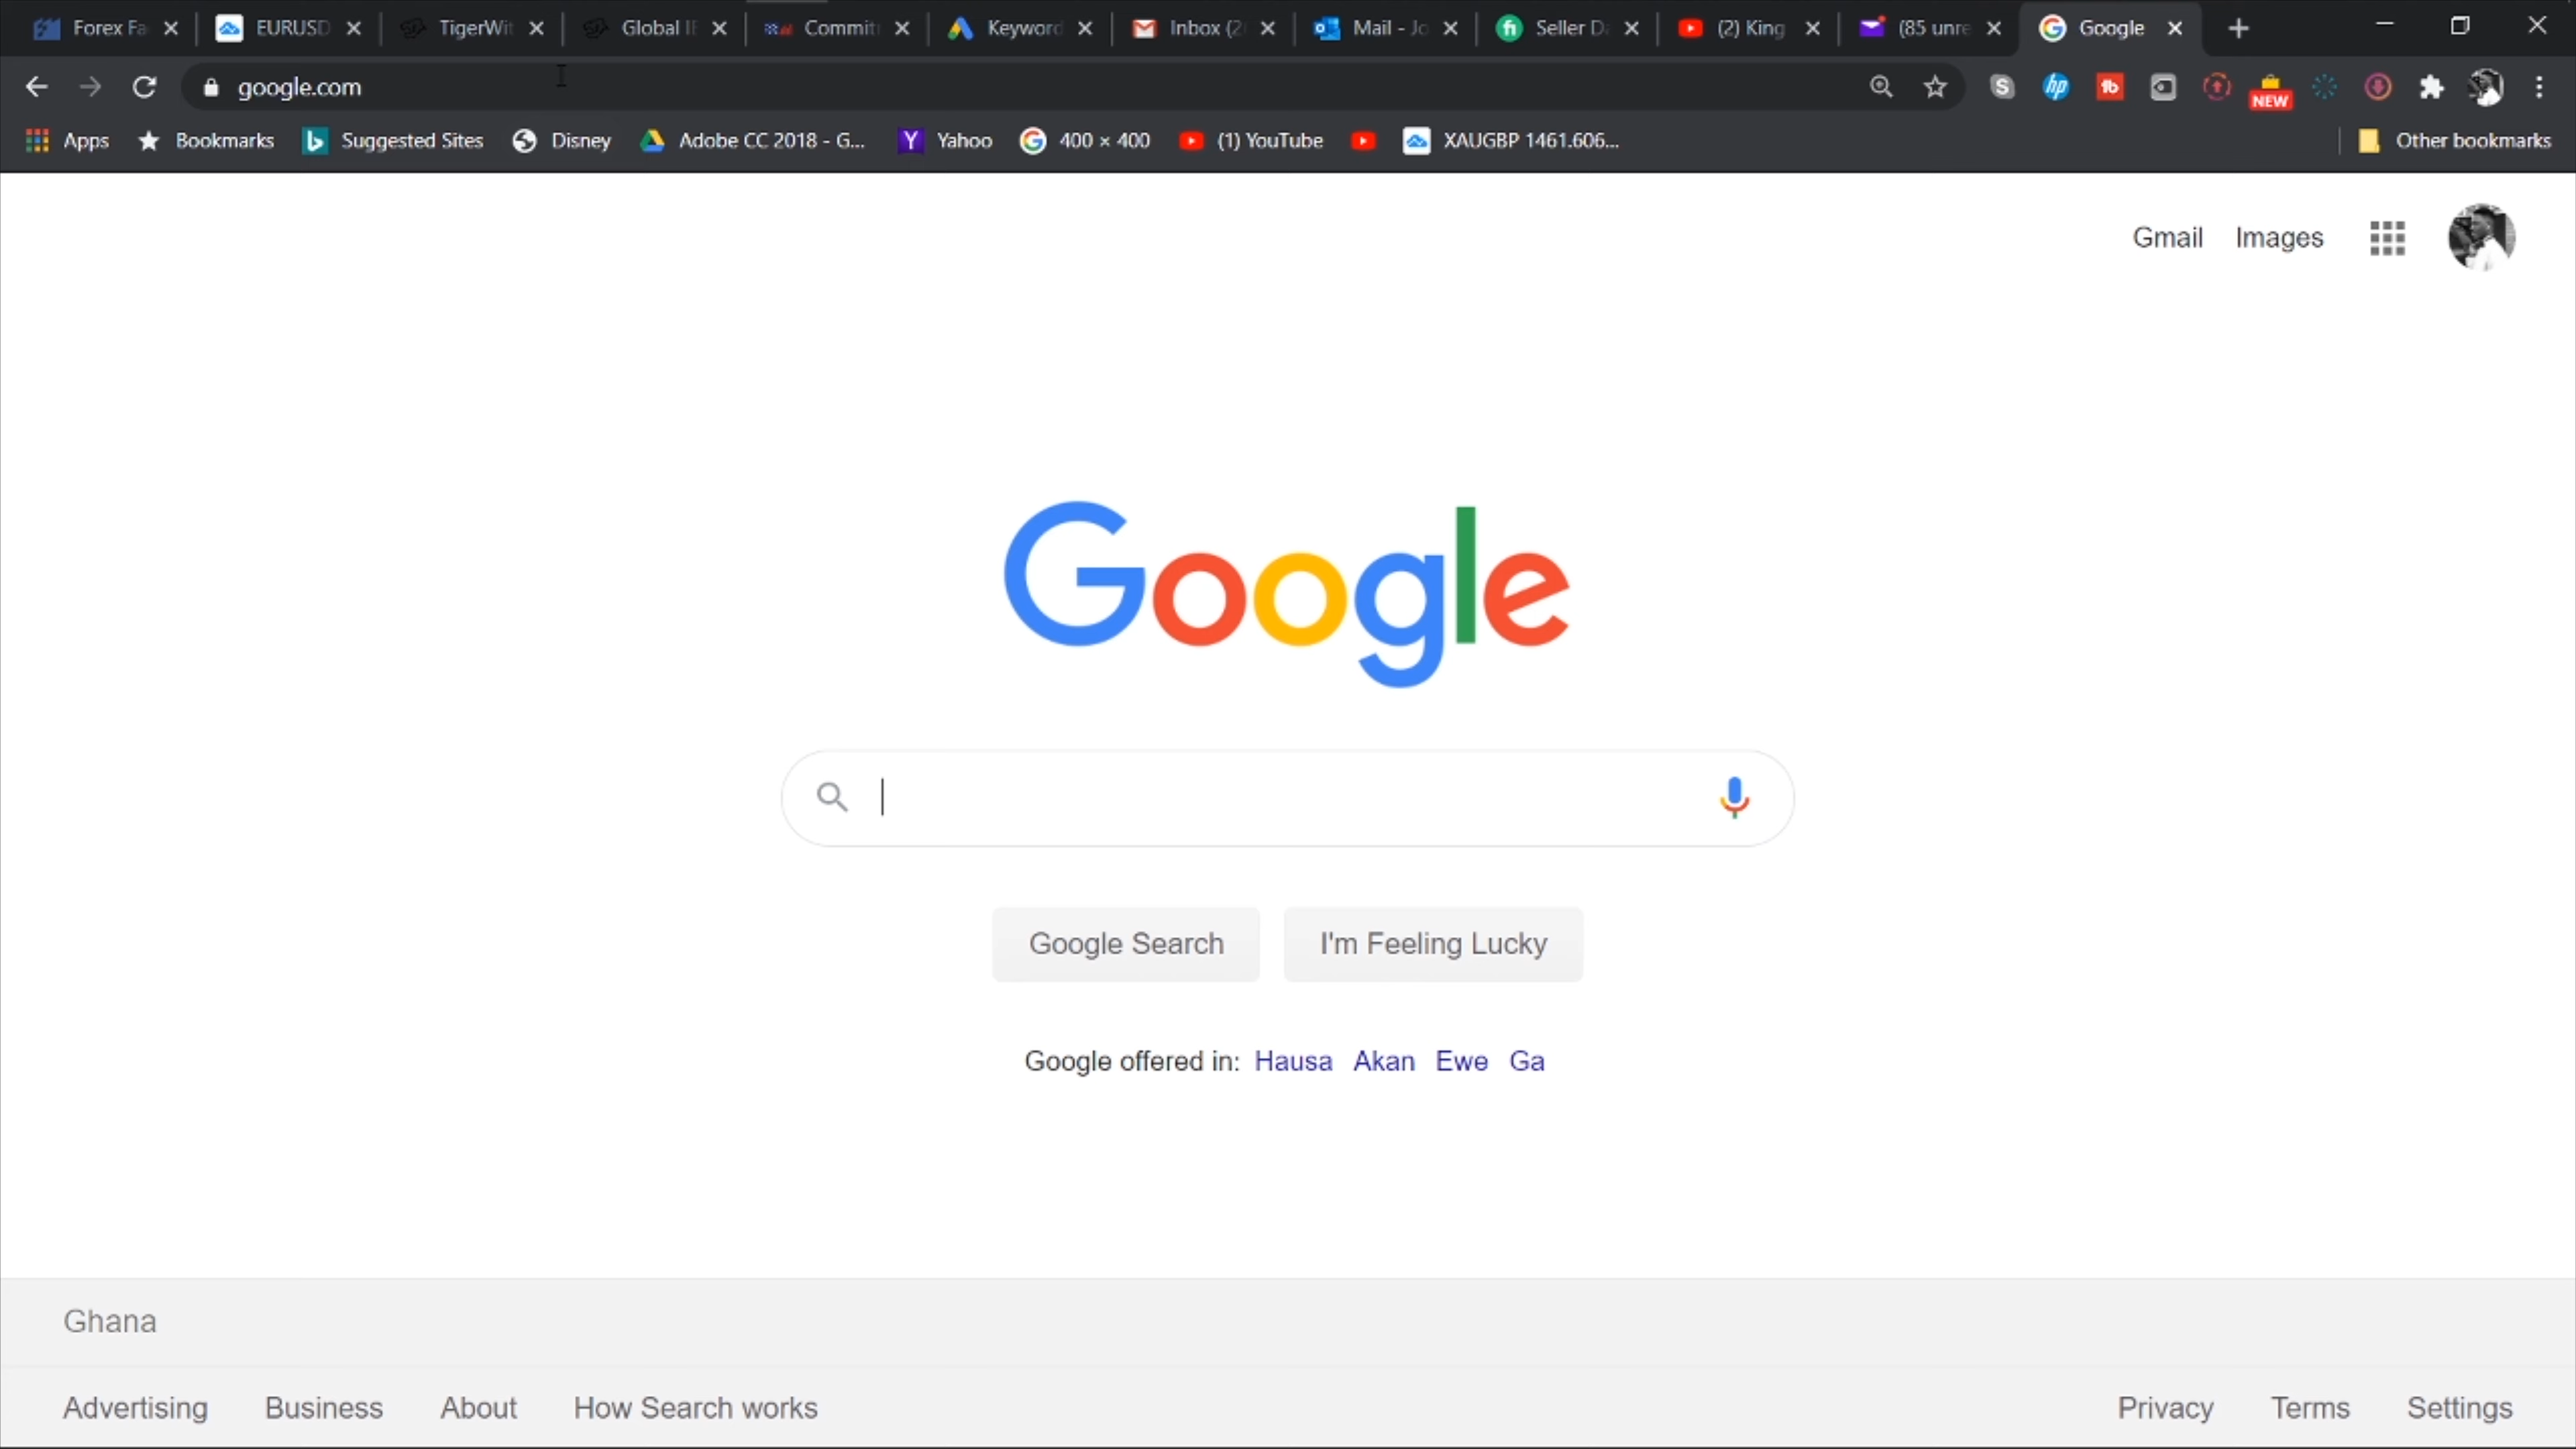 Forex Fa EURUSD TigerWit Global IB Commit Keyword Inbox (2 Mail - Jo Seller Da (2) King (85 unre Google
google.com NEW
Apps Bookmarks Suggested Sites Disney Adobe CC 2018 - G... Yahoo 400 × 400 (1) YouTube XAUGBP 1461.606... Other bookmarks
Gmail Images
Google
Google Search I'm Feeling Lucky
Google offered in: Hausa Akan Ewe Ga
Ghana
Advertising Business About How Search works Privacy Terms Settings